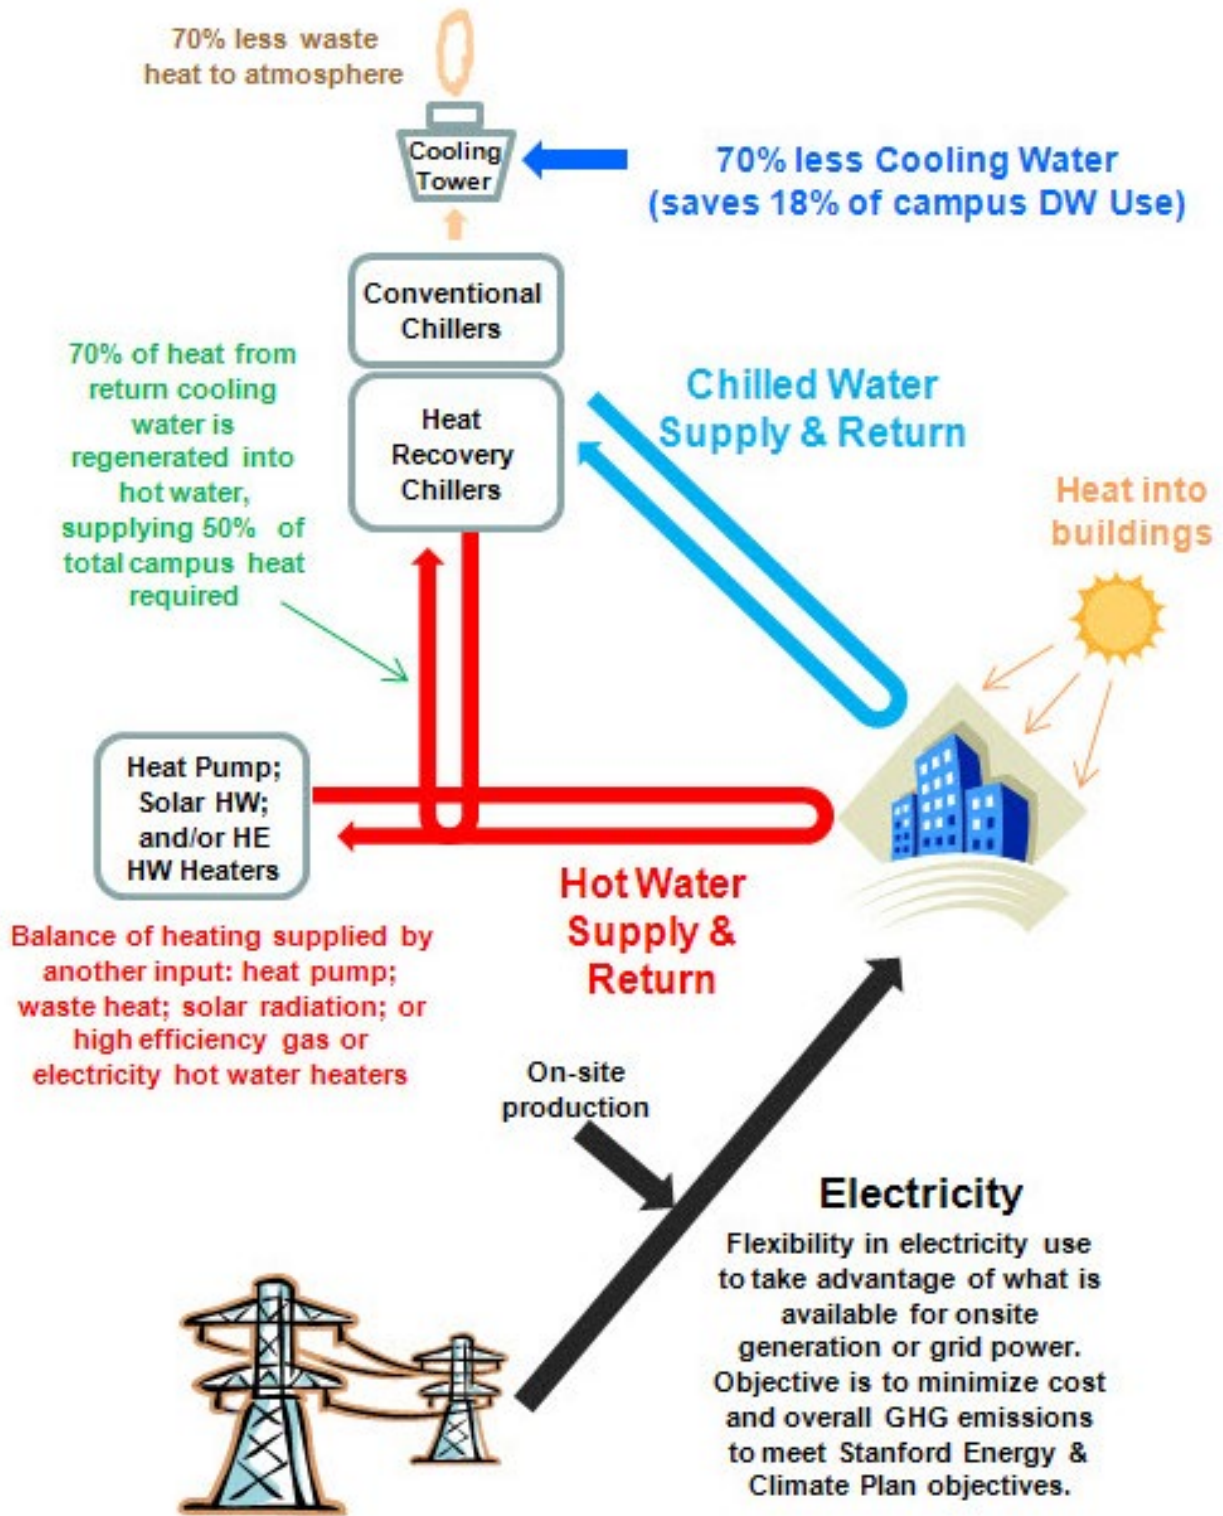 70% less waste
heat to atmosphere
Cooling
Tower
70% less Cooling Water
(saves 18% of campus DW Use)
Conventional
Chillers
70% of heat from
return cooling
water is
regenerated into
hot water,
supplying 50% of
total campus heat
required
Heat
Recovery
Chillers
Chilled Water
Supply & Return
Heat into
buildings
Heat Pump;
Solar HW;
and/or HE
HW Heaters
Hot Water
Supply &
Return
Balance of heating supplied by
another input: heat pump;
waste heat; solar radiation; or
high efficiency gas or
electricity hot water heaters
On-site
production
Electricity
Flexibility in electricity use
to take advantage of what is
available for onsite
generation or grid power.
Objective is to minimize cost
and overall GHG emissions
to meet Stanford Energy &
Climate Plan objectives.